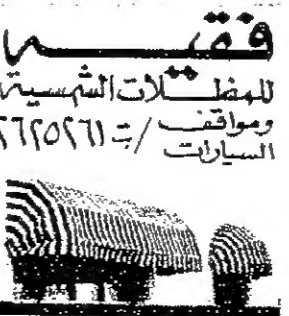 فقيه
للمظلات الشمسية
ومواقف / ت ٦٦٢٥٢٦١
السيارات